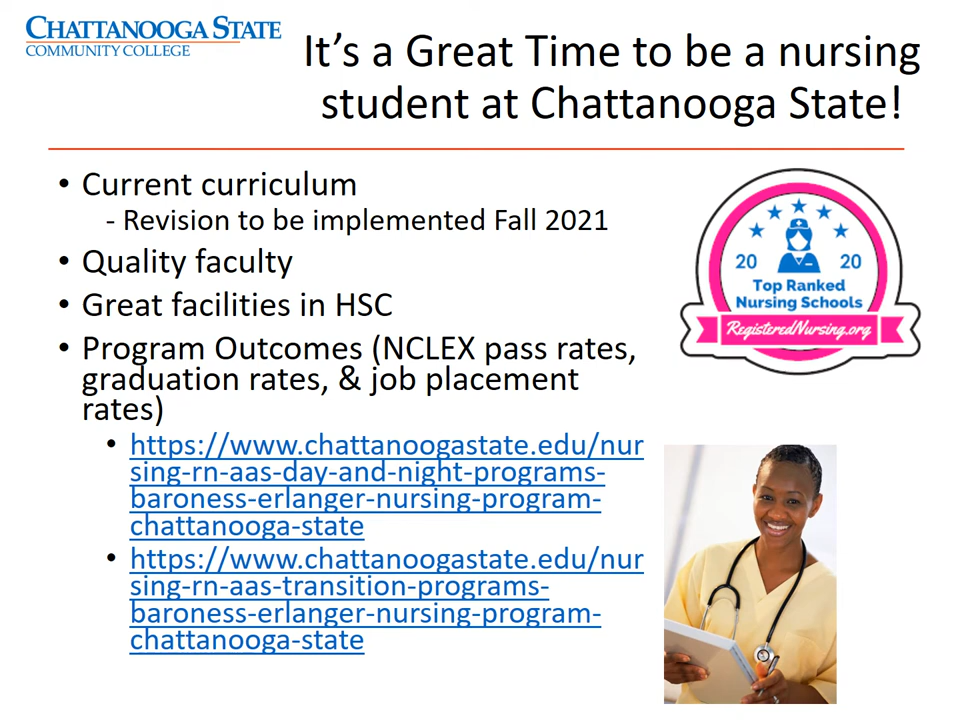 CHATTANOOGA STATE
COMMUNITY COLLEGE
It’s a Great Time to be a nursing
student at Chattanooga State!
• Current curriculum
- Revision to be implemented Fall 2021
• Quality faculty
• Great facilities in HSC
• Program Outcomes (NCLEX pass rates,
graduation rates, & job placement
rates)
• https://www.chattanoogastate.edu/nur
sing-rn-aas-day-and-night-programs-
baroness-erlanger-nursing-program-
chattanooga-state
• https://www.chattanoogastate.edu/nur
sing-rn-aas-transition-programs-
baroness-erlanger-nursing-program-
chattanooga-state
20 20
Top Ranked
Nursing Schools
RegisteredNursing.org